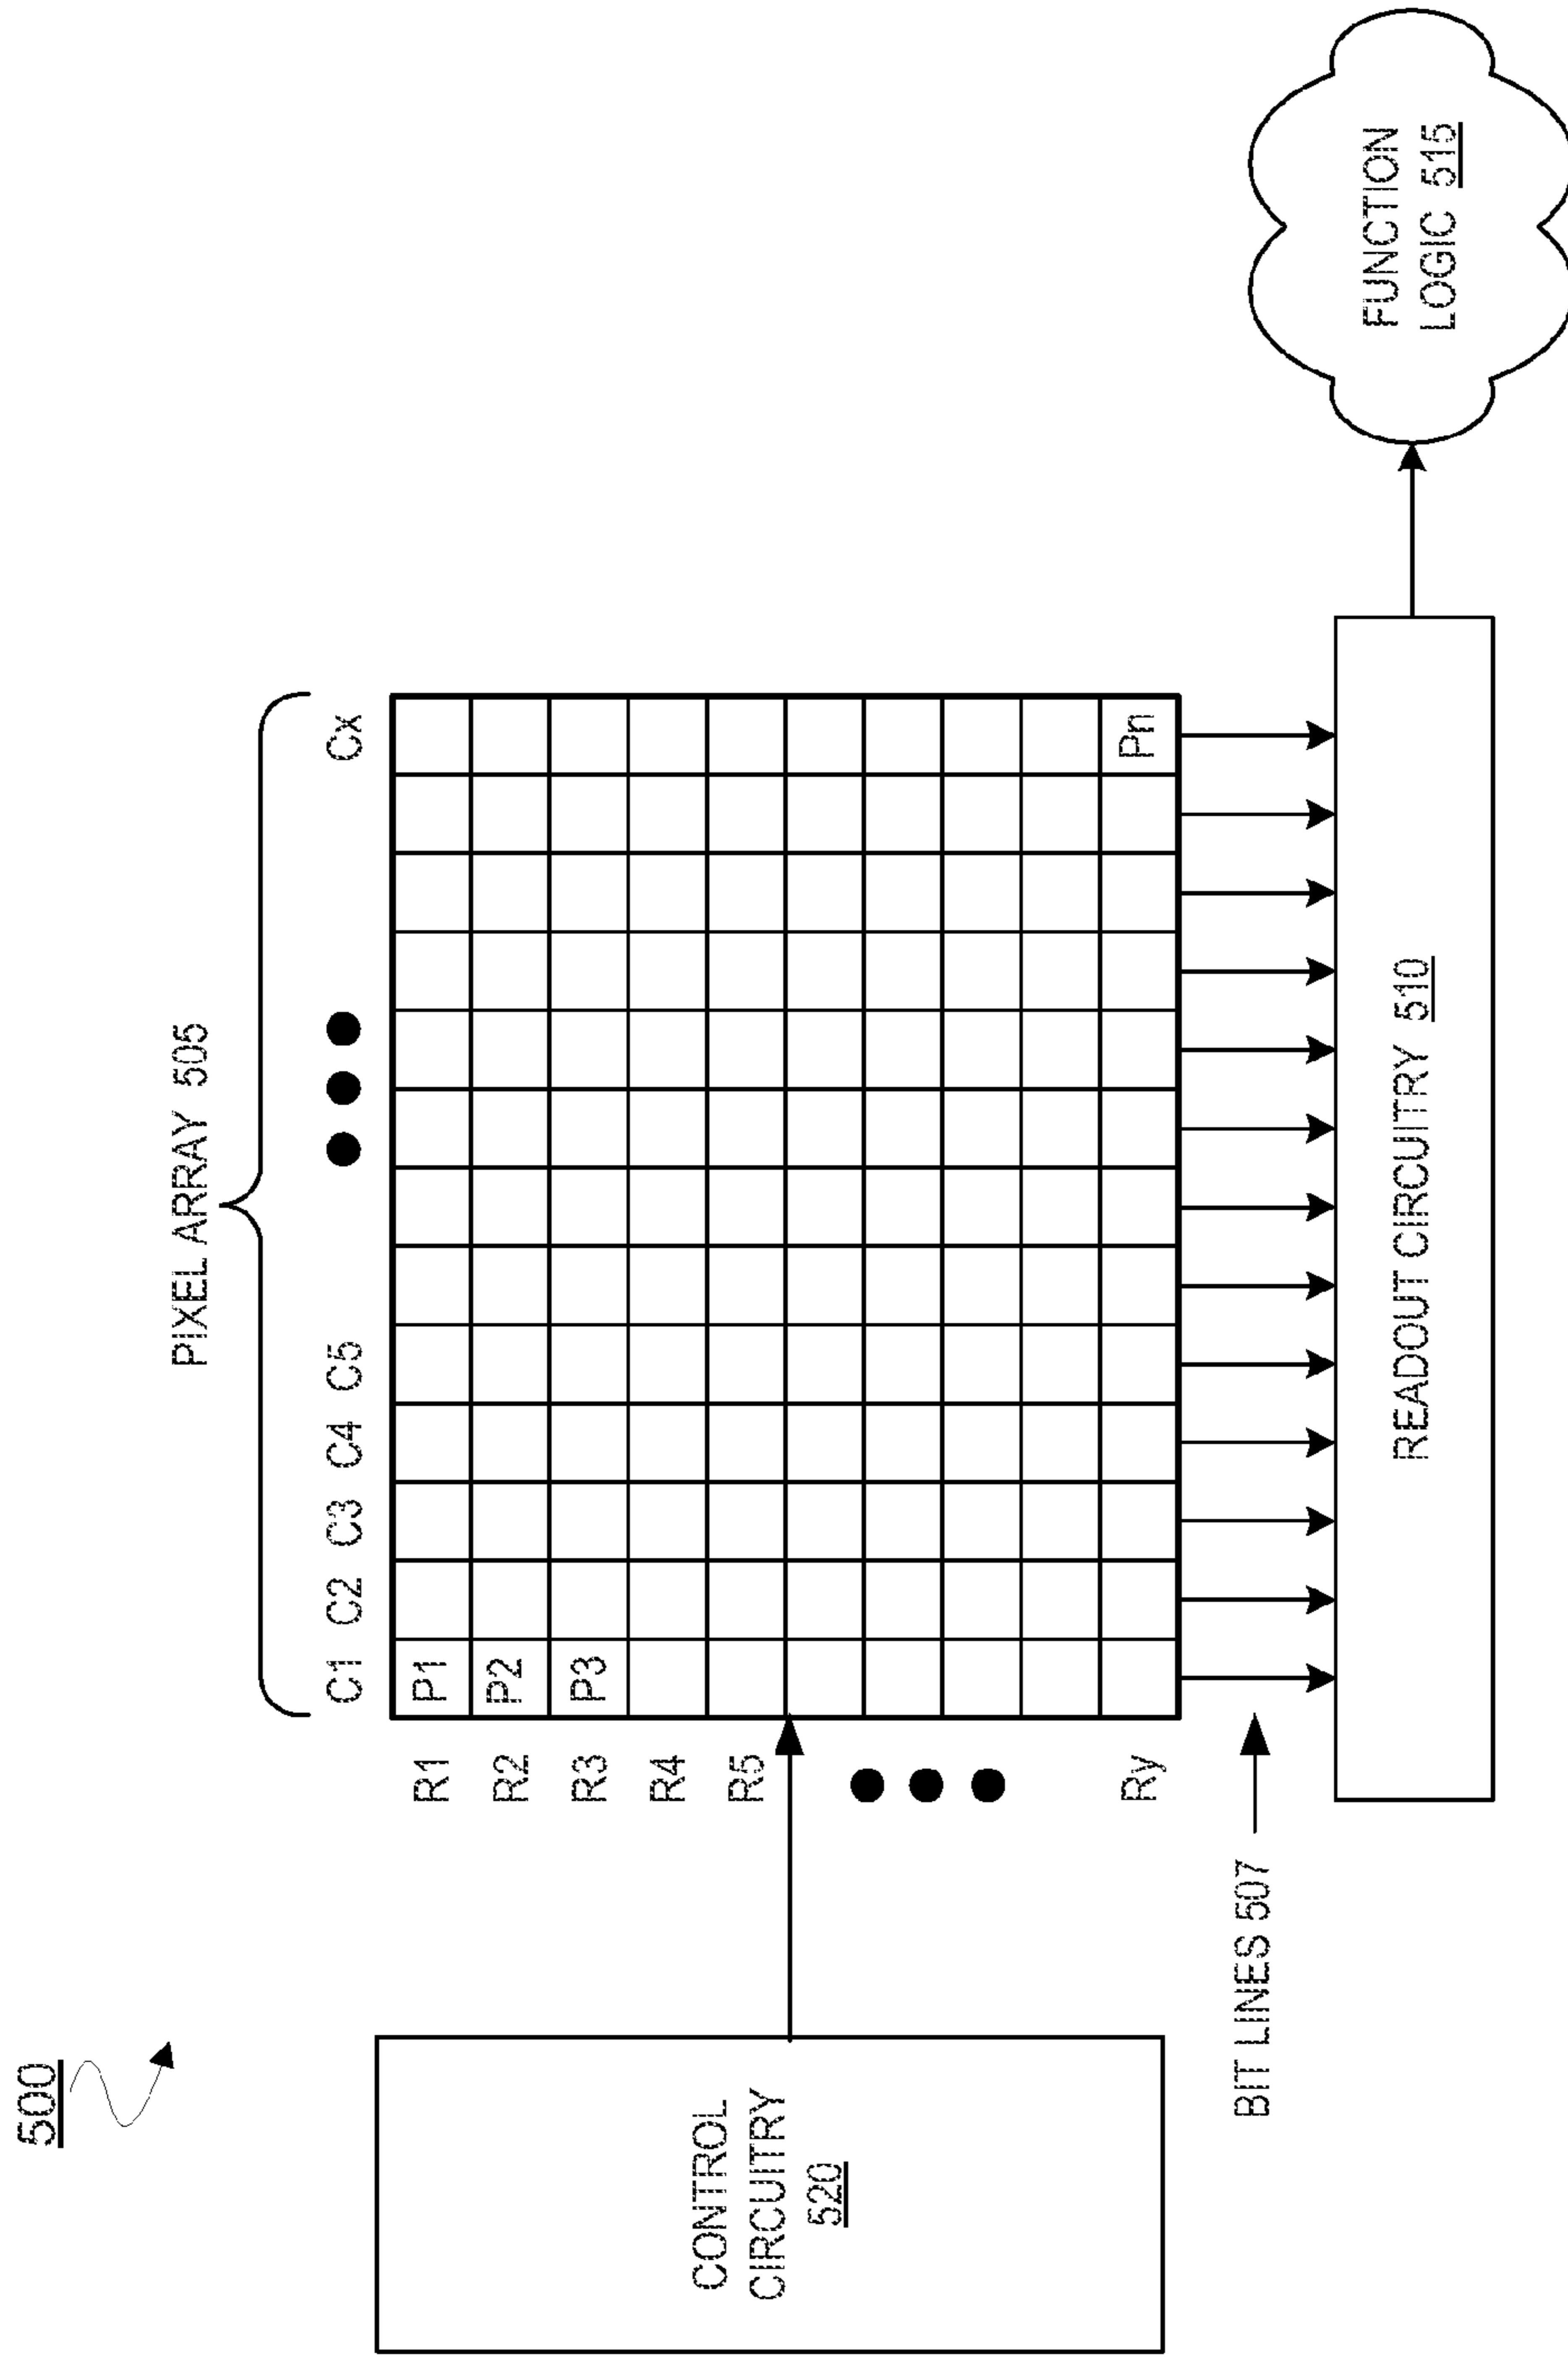 500
PIXEL ARRAY 505
C1 C2 C3 C4 C5 Cx
R1 P1
R2 P2
R3 P3
R4
R5
Ry Pn
CONTROL
CIRCUITRY
520
BIT LINES 507
READOUT CIRCUITRY 510
FUNCTION
LOGIC 515